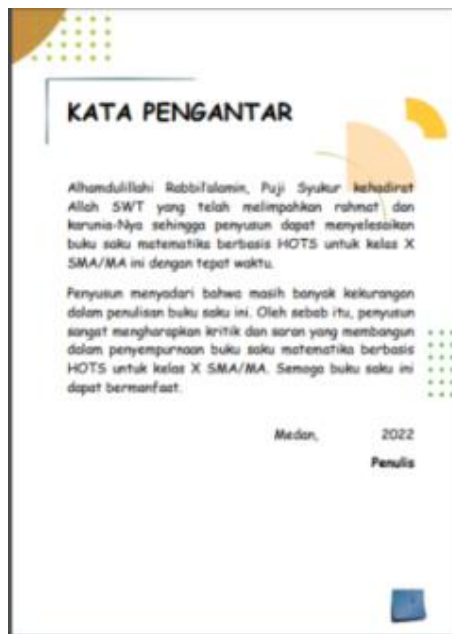 KATA PENGANTAR
Alhamdulillahi Rabbil'alamin, Puji Syukur kehadirat
Allah SWT yang telah melimpahkan rahmat dan
karunia-Nya sehingga penyusun dapat menyelesaikan
buku saku matematika berbasis HOTS untuk kelas X
SMA/MA ini dengan tepat waktu.
Penyusun menyadari bahwa masih banyak kekurangan
dalam penulisan buku saku ini. Oleh sebab itu, penyusun
sangat mengharapkan kritik dan saran yang membangun
dalam penyempurnaan buku saku matematika berbasis
HOTS untuk kelas X SMA/MA. Semoga buku saku ini
dapat bermanfaat.
Medan, 2022
Penulis